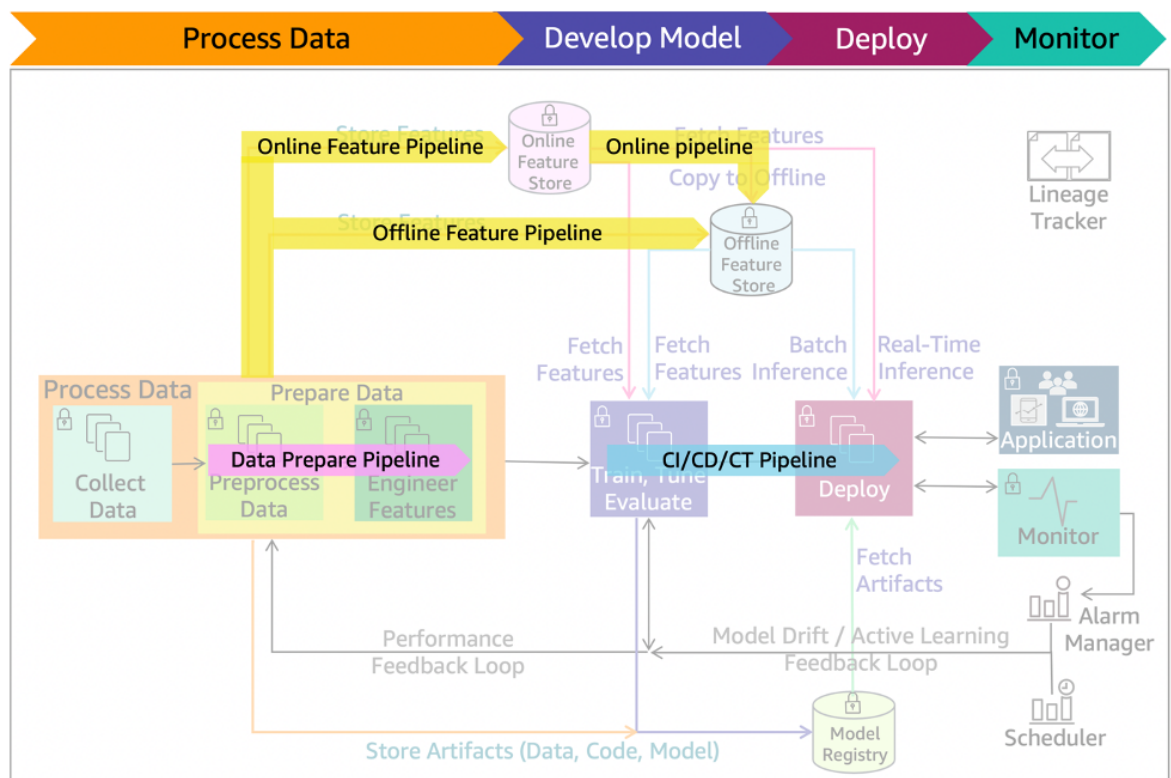 Process Data
Develop Model
Deploy
Monitor
Store Features
Online Feature Pipeline
Online
Feature
Store
Fetch Features
Online pipeline
Copy to Offline
Lineage
Tracker
Store Features
Offline Feature Pipeline
Offline
Feature
Store
Fetch
Features
Fetch
Features
Batch
Inference
Real-Time
Inference
Process Data
Prepare Data
Collect
Data
Data Prepare Pipeline
Preprocess
Data
Engineer
Features
Train, Tune
Evaluate
CI/CD/CT Pipeline
Deploy
Application
Monitor
Fetch
Artifacts
Alarm
Manager
Performance
Feedback Loop
Model Drift / Active Learning
Feedback Loop
Model
Registry
Scheduler
Store Artifacts (Data, Code, Model)